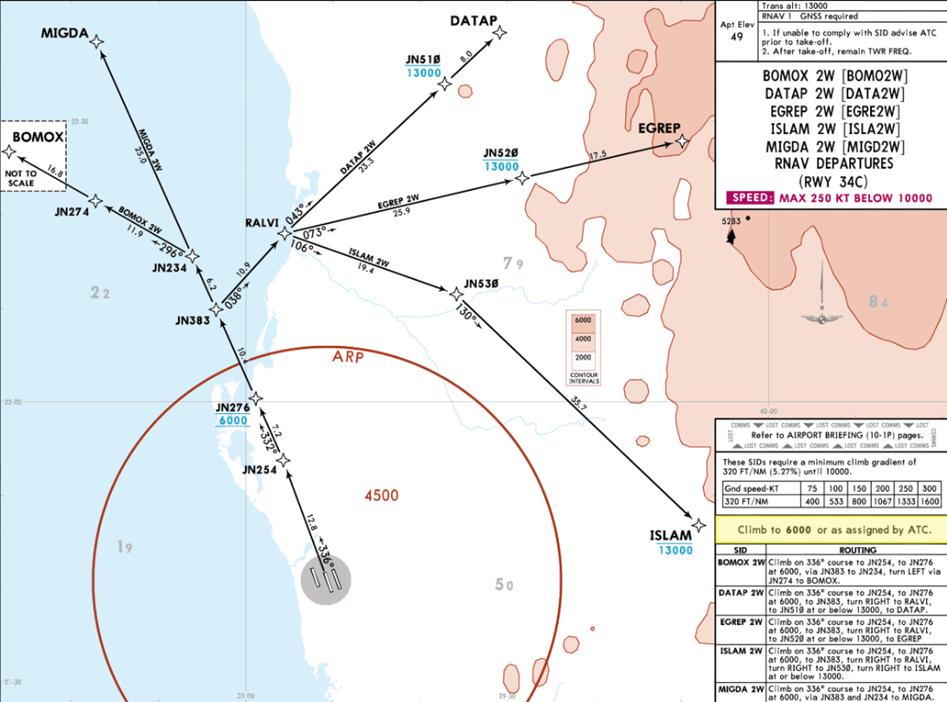 Trans alt: 13000
RNAV 1 GNSS required
Apt Elev
49
1. If unable to comply with SID advise ATC
prior to take-off.
2. After take-off, remain TWR FREQ.
BOMOX 2W [BOMO2W]
DATAP 2W [DATA2W]
EGREP 2W [EGRE2W]
ISLAM 2W [ISLA2W]
MIGDA 2W [MIGD2W]
RNAV DEPARTURES
(RWY 34C)
SPEED: MAX 250 KT BELOW 10000
MIGDA
DATAP
JN510
13000
8.0
22-30
MIGDA 2W
25.0
DATAP 2W
23.3
BOMOX
NOT TO
SCALE
16.8
JN520
13000
17.5
EGREP
JN274
BOMOX 2W
11.9
296°
JN234
RALVI
043°
073°
106°
EGREP 2W
25.9
ISLAM 2W
19.4
5283
6.2
10.9
038°
JN383
22
79
84
JN530
130°
6000
4000
2000
CONTOUR
INTERVALS
10.4
ARP
35.7
22-00
40-00
JN276
6000
7.2
332°
JN254
4500
12.8
336°
ISLAM
13000
19
50
21-30
39-00
39-30
COMMS LOST COMMS LOST COMMS LOST
LOST
COMMS
Refer to AIRPORT BRIEFING (10-1P) pages.
LOST COMMS LOST COMMS LOST COMMS
These SIDs require a minimum climb gradient of
320 FT/NM (5.27%) until 10000.
Gnd speed-KT 75 100 150 200 250 300
320 FT/NM 400 533 800 1067 1333 1600
Climb to 6000 or as assigned by ATC.
SID ROUTING
BOMOX 2W Climb on 336° course to JN254, to JN276
at 6000, via JN383 to JN234, turn LEFT via
JN274 to BOMOX.
DATAP 2W Climb on 336° course to JN254, to JN276
at 6000, to JN383, turn RIGHT to RALVI,
to JN510 at or below 13000, to DATAP.
EGREP 2W Climb on 336° course to JN254, to JN276
at 6000, to JN383, turn RIGHT to RALVI,
to JN520 at or below 13000, to EGREP
ISLAM 2W Climb on 336° course to JN254, to JN276
at 6000, to JN383, turn RIGHT to RALVI,
turn RIGHT to JN530, turn RIGHT to ISLAM
at or below 13000.
MIGDA 2W Climb on 336° course to JN254, to JN276
at 6000, via JN383 and JN234 to MIGDA.